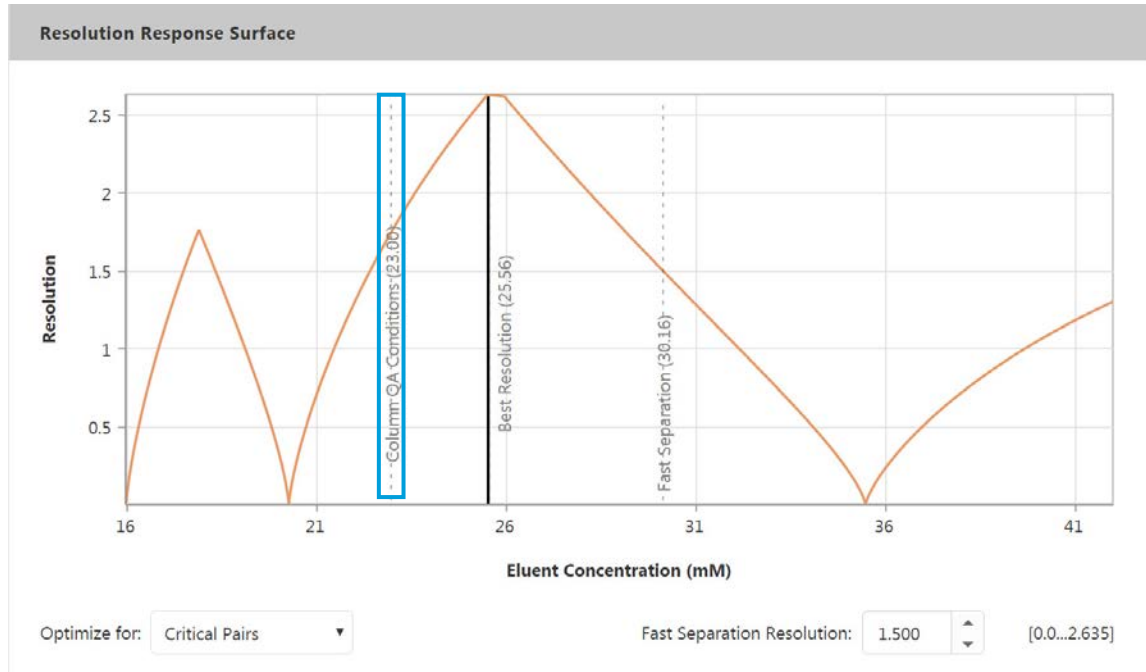 Resolution Response Surface
2.5
2
1.5
1
0.5
Resolution
Column QA Conditions (23.00)
Best Resolution (25.56)
Fast Separation (30.16)
16 21 26 31 36 41
Eluent Concentration (mM)
Optimize for: Critical Pairs Fast Separation Resolution: 1.500 [0.0...2.635]